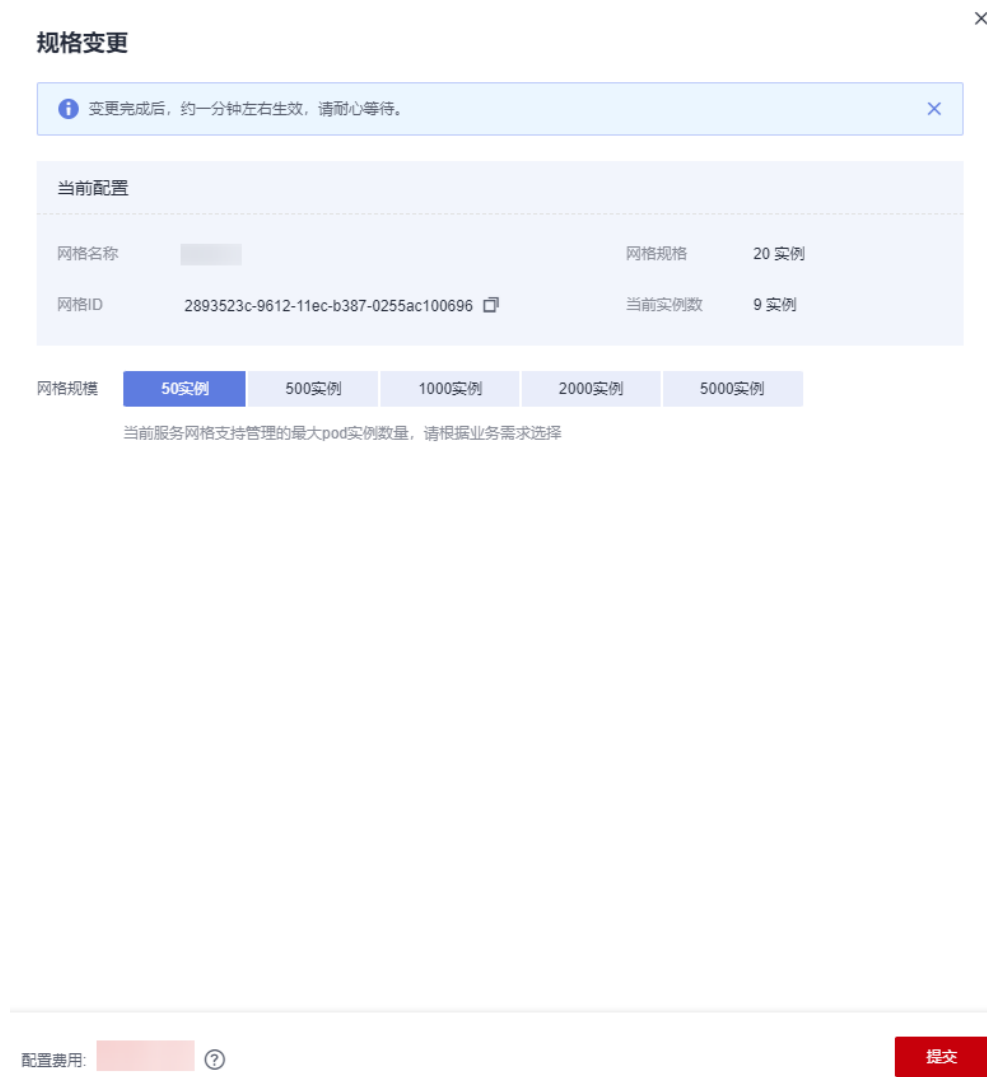 规格变更
变更完成后，约一分钟左右生效，请耐心等待。
当前配置
网格名称
网格规格 20 实例
网格ID 2893523c-9612-11ec-b387-0255ac100696
当前实例数 9 实例
网格规模 50实例 500实例 1000实例 2000实例 5000实例
当前服务网格支持管理的最大pod实例数量，请根据业务需求选择
配置费用:
提交